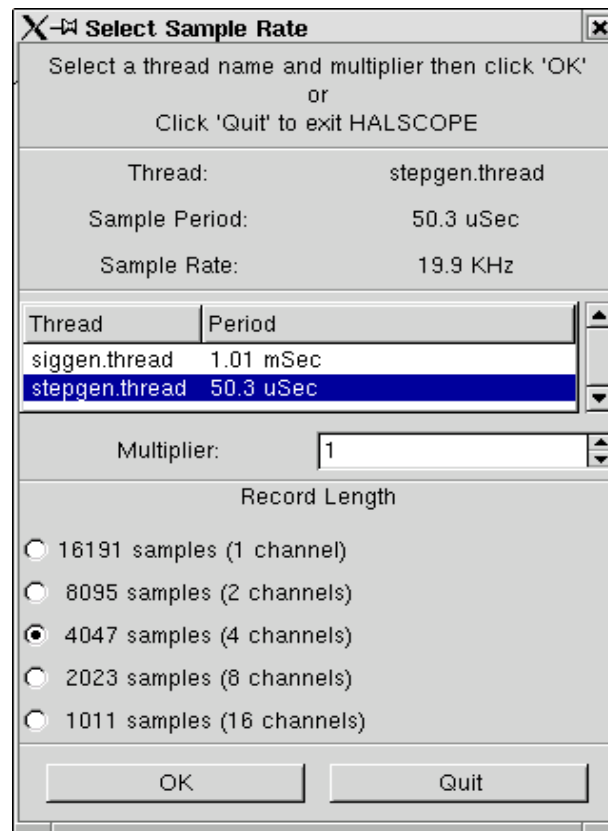 Select Sample Rate
Select a thread name and multiplier then click 'OK'
or
Click 'Quit' to exit HALSCOPE
Thread: stepgen.thread
Sample Period: 50.3 uSec
Sample Rate: 19.9 KHz
Thread Period
siggen.thread 1.01 mSec
stepgen.thread 50.3 uSec
Multiplier: 1
Record Length
16191 samples (1 channel)
8095 samples (2 channels)
4047 samples (4 channels)
2023 samples (8 channels)
1011 samples (16 channels)
OK Quit